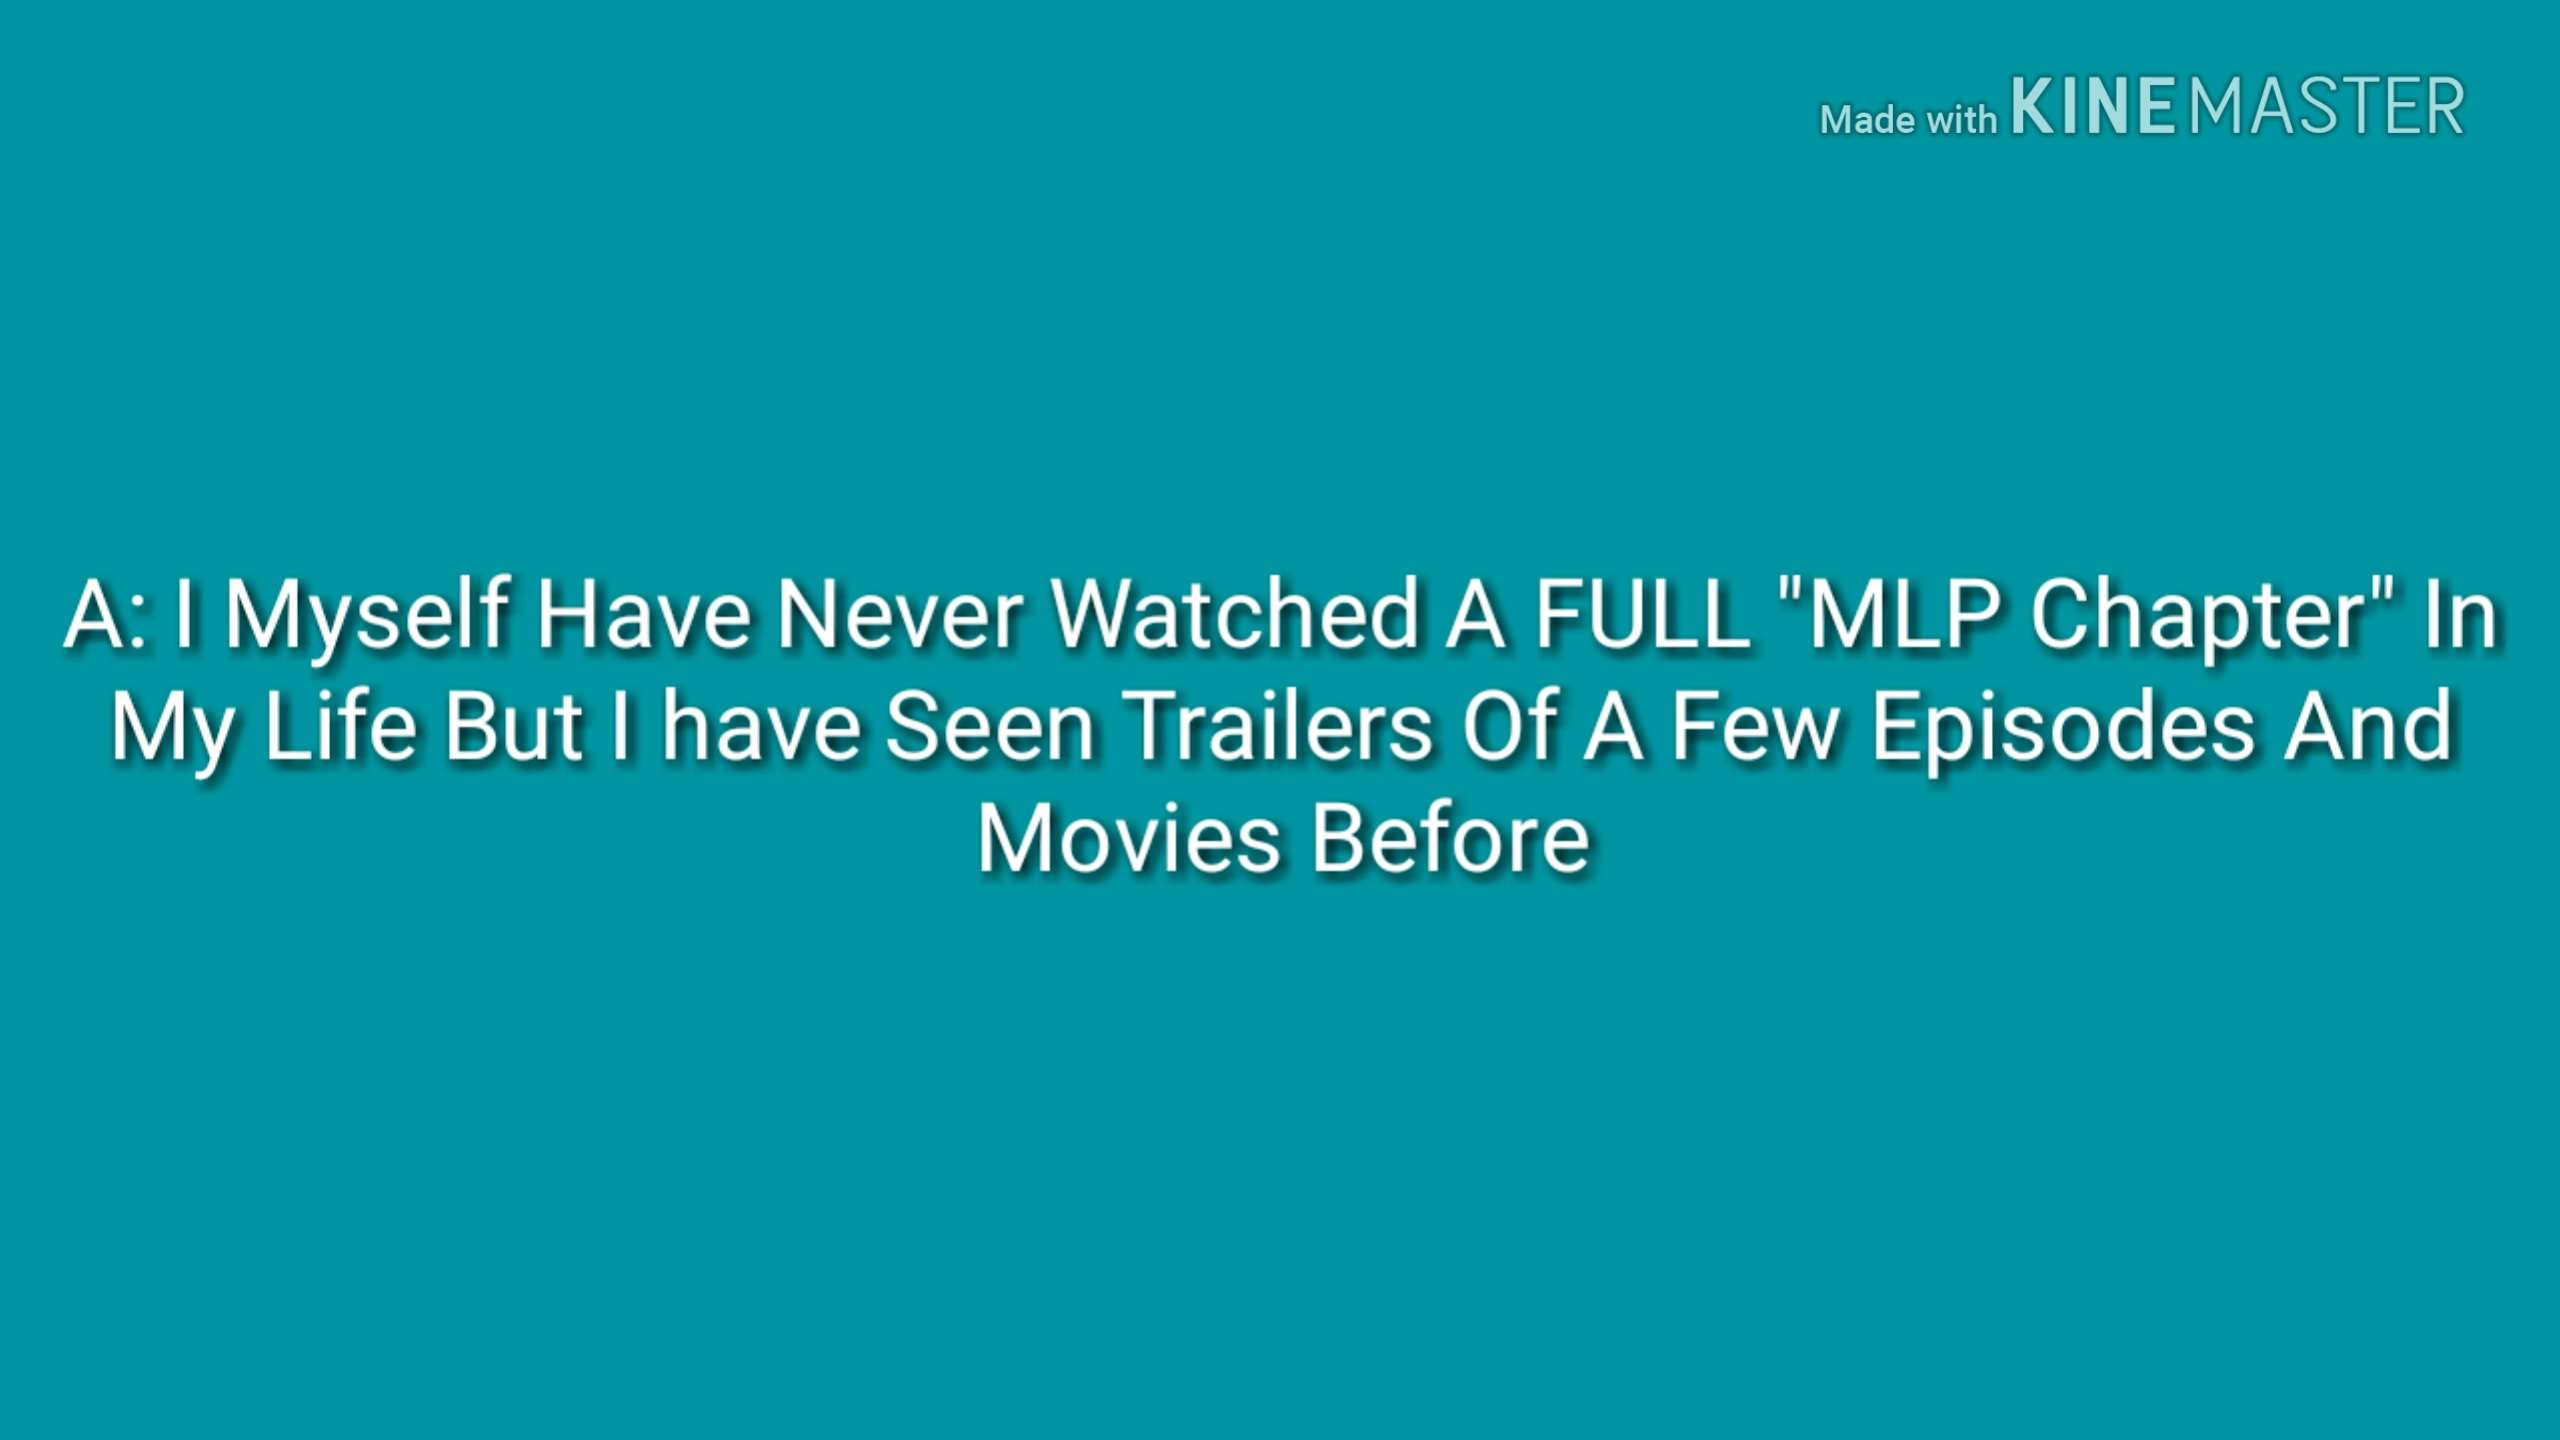 Made with KINEMASTER
A: I Myself Have Never Watched A FULL "MLP Chapter" In
My Life But I have Seen Trailers Of A Few Episodes And
Movies Before